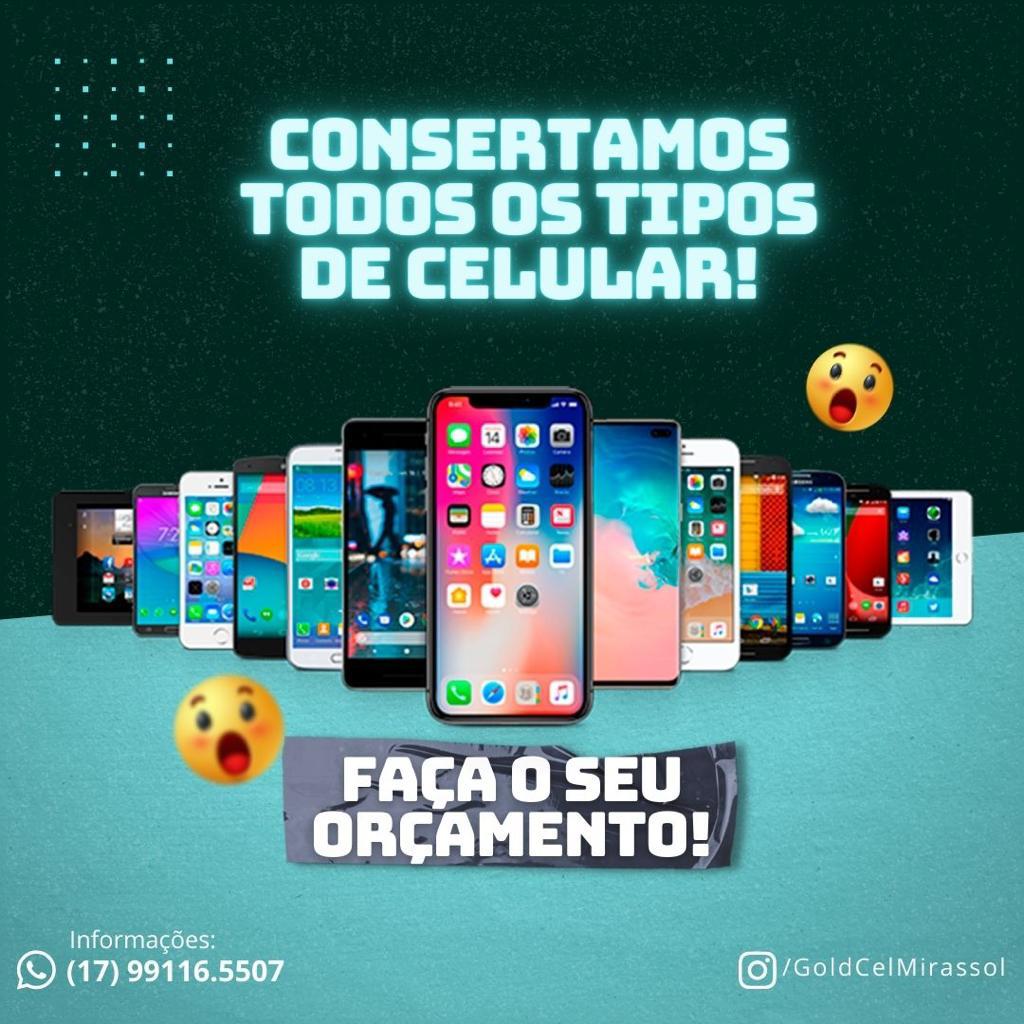 CONSERTAMOS
TODOS OS TIPOS
DE CELULAR!
FAÇA O SEU
ORÇAMENTO!
Informações:
(17) 99116.5507
/GoldCelMirassol